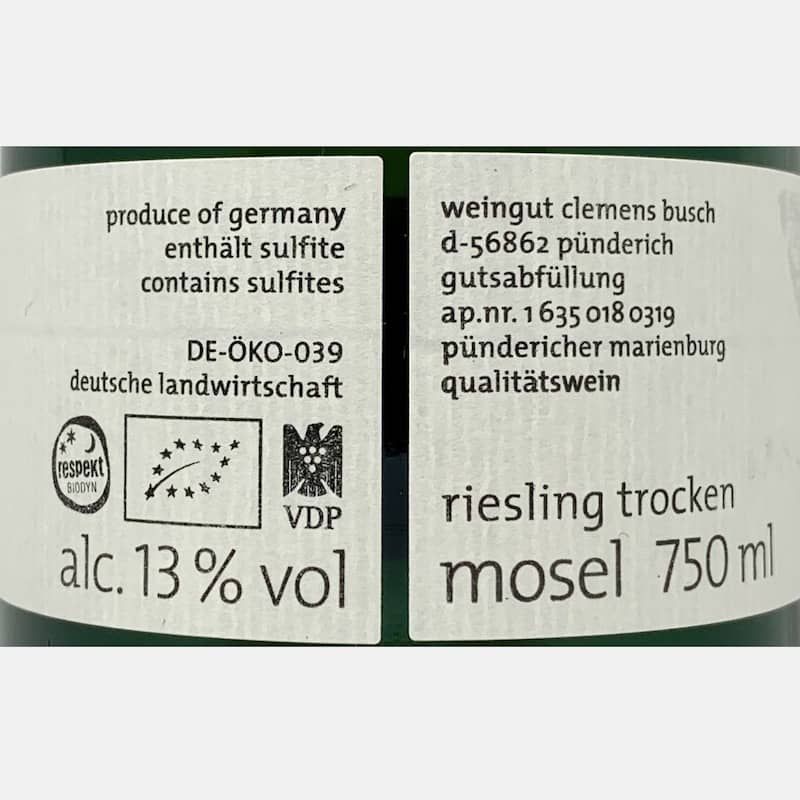 produce of germany
enthält sulfite
contains sulfites
DE-ÖKO-039
deutsche landwirtschaft
respekt
BIODYN
VDP
alc. 13 % vol
weingut clemens busch
d-56862 pünderich
gutsabfüllung
ap.nr. 1 635 018 0319
pündericher marienburg
qualitätswein
riesling trocken
mosel 750 ml